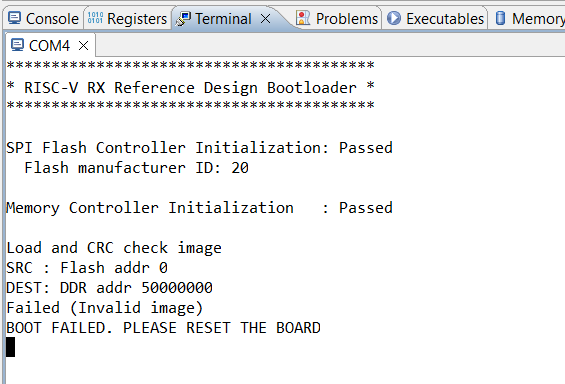 Console Registers Terminal Problems Executables Memory
COM4
*****************************************
* RISC-V RX Reference Design Bootloader *
*****************************************
SPI Flash Controller Initialization: Passed
Flash manufacturer ID: 20
Memory Controller Initialization   : Passed
Load and CRC check image
SRC : Flash addr 0
DEST: DDR addr 50000000
Failed (Invalid image)
BOOT FAILED. PLEASE RESET THE BOARD